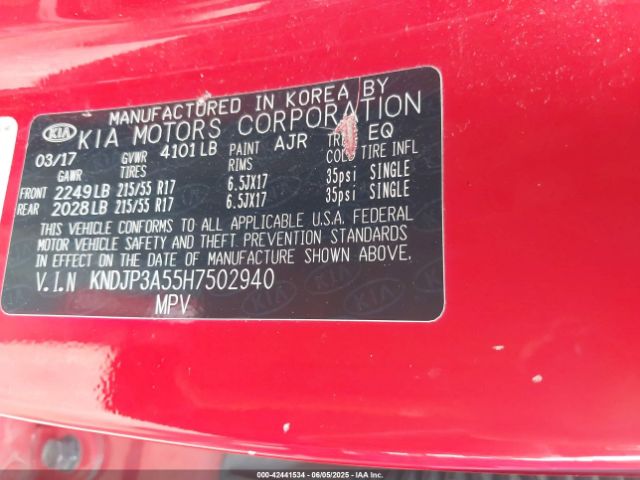 MANUFACTURED IN KOREA BY
KIA KIA MOTORS CORPORATION
03/17 GVWR 4101LB PAINT AJR EQ
GAWR TIRES RIMS COLD TIRE INFL
FRONT 2249LB 215/55 R17 6.5JX17 35psi SINGLE
REAR 2028LB 215/55 R17 6.5JX17 35psi SINGLE
THIS VEHICLE CONFORMS TO ALL APPLICABLE U.S.A. FEDERAL
MOTOR VEHICLE SAFETY AND THEFT PREVENTION STANDARDS
IN EFFECT ON THE DATE OF MANUFACTURE SHOWN ABOVE.
V.I.N KNDJP3A55H7502940
MPV
000-42441534 - 06/05/2025 - IAA Inc.